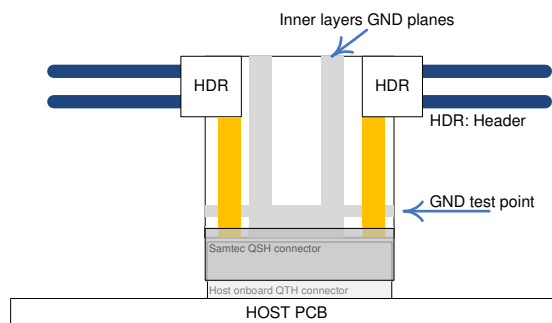 Inner layers GND planes
HDR
HDR
HDR: Header
GND test point
Samtec QSH connector
Host onboard QTH connector
HOST PCB